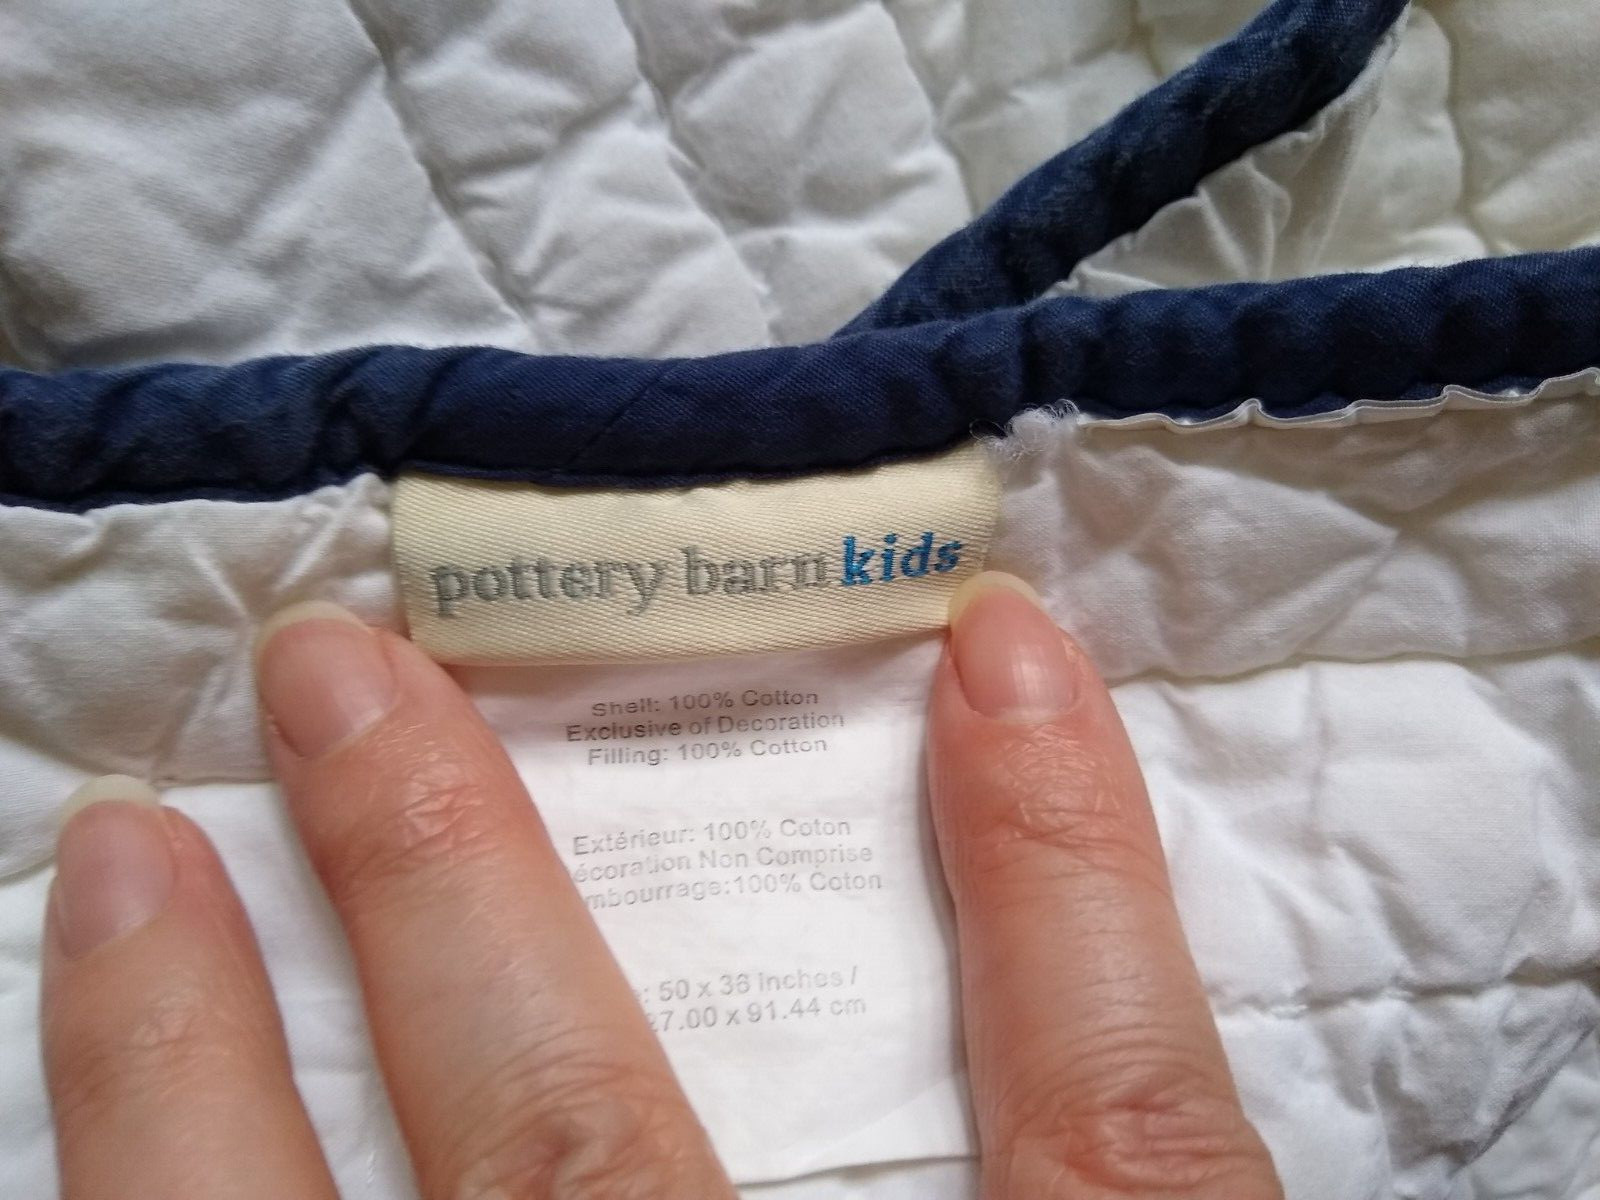 pottery barn kids
Shell: 100% Cotton
Exclusive of Decoration
Filling: 100% Cotton
Extérieur: 100% Coton
écoration Non Comprise
mbourrage:100% Coton
: 50 x 36 inches /
27.00 x 91.44 cm